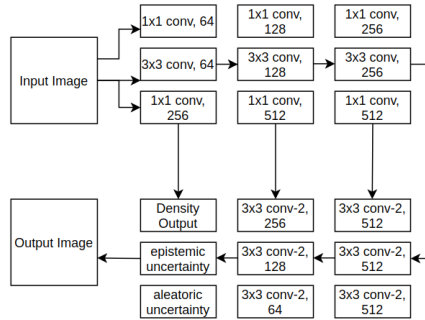 Input Image
1x1 conv, 64
3x3 conv, 64
1x1 conv,
256
1x1 conv,
128
3x3 conv,
128
1x1 conv,
512
1x1 conv,
256
3x3 conv,
256
1x1 conv,
512
Output Image
Density
Output
epistemic
uncertainty
aleatoric
uncertainty
3x3 conv-2,
256
3x3 conv-2,
128
3x3 conv-2,
64
3x3 conv-2,
512
3x3 conv-2,
512
3x3 conv-2,
512